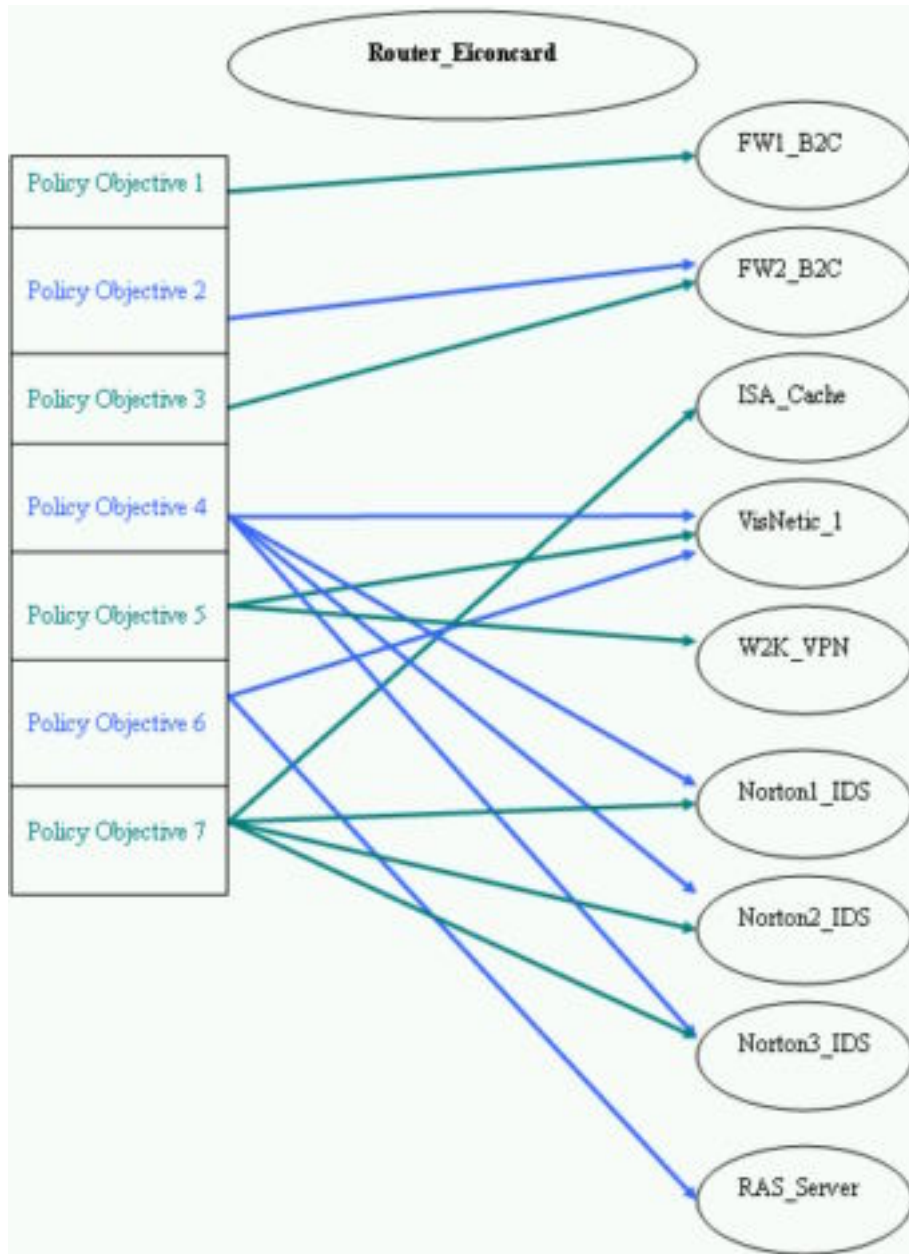 Router_Eiconcard
Policy Objective 1
Policy Objective 2
Policy Objective 3
Policy Objective 4
Policy Objective 5
Policy Objective 6
Policy Objective 7
FW1_B2C
FW2_B2C
ISA_Cache
VisNetic_1
W2K_VPN
Norton1_IDS
Norton2_IDS
Norton3_IDS
RAS_Server